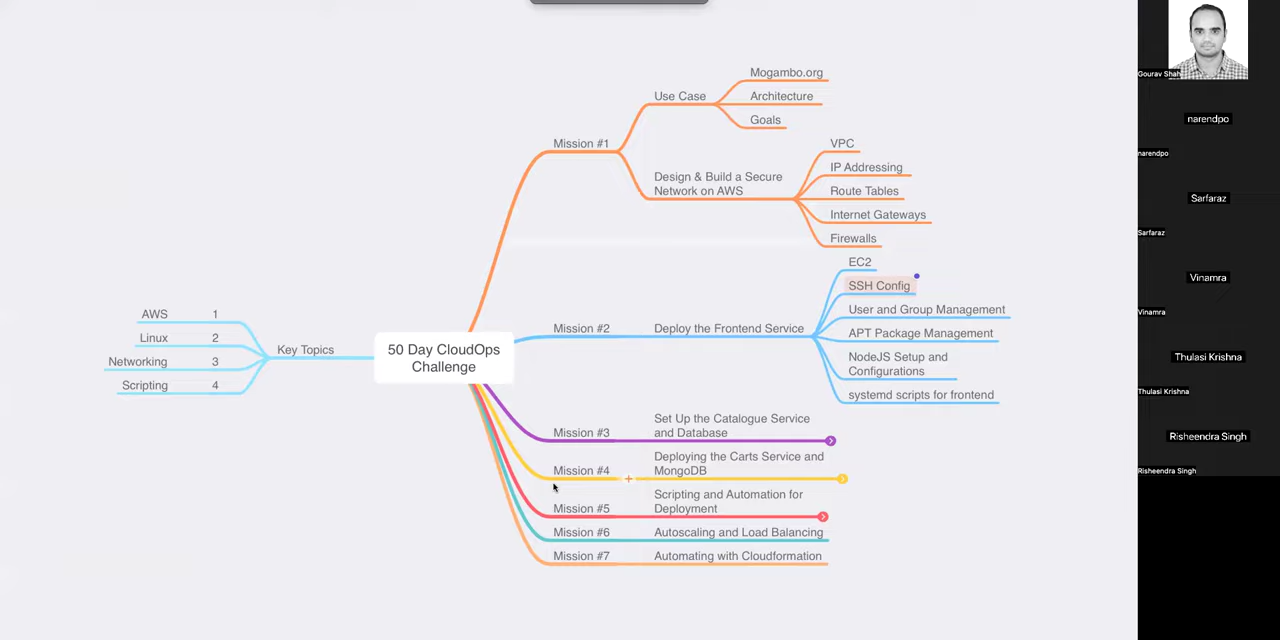 Mogambo.org
Use Case
Architecture
Goals
Mission #1
VPC
Design & Build a Secure
Network on AWS
IP Addressing
Route Tables
Internet Gateways
Firewalls
EC2
SSH Config
User and Group Management
Mission #2
Deploy the Frontend Service
APT Package Management
NodeJS Setup and
Configurations
systemd scripts for frontend
AWS 1
Linux 2
Networking 3
Scripting 4
Key Topics
50 Day CloudOps
Challenge
Mission #3
Set Up the Catalogue Service
and Database
Mission #4
Deploying the Carts Service and
MongoDB
Mission #5
Scripting and Automation for
Deployment
Mission #6
Autoscaling and Load Balancing
Mission #7
Automating with Cloudformation
Gourav Shah
narendpo
narendpo
Sarfaraz
Sarfaraz
Vinamra
Vinamra
Thulasi Krishna
Thulasi Krishna
Risheendra Singh
Risheendra Singh